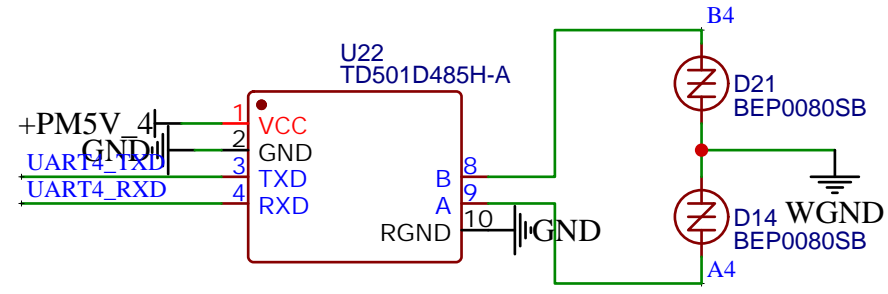 B4
U22
TD501D485H-A
D21
BEP0080SB
+PM5V_4
1
VCC
GND
2
GND
UART4_TXD
3
TXD
B
8
UART4_RXD
4
RXD
A
9
RGND
10
GND
WGND
D14
BEP0080SB
A4